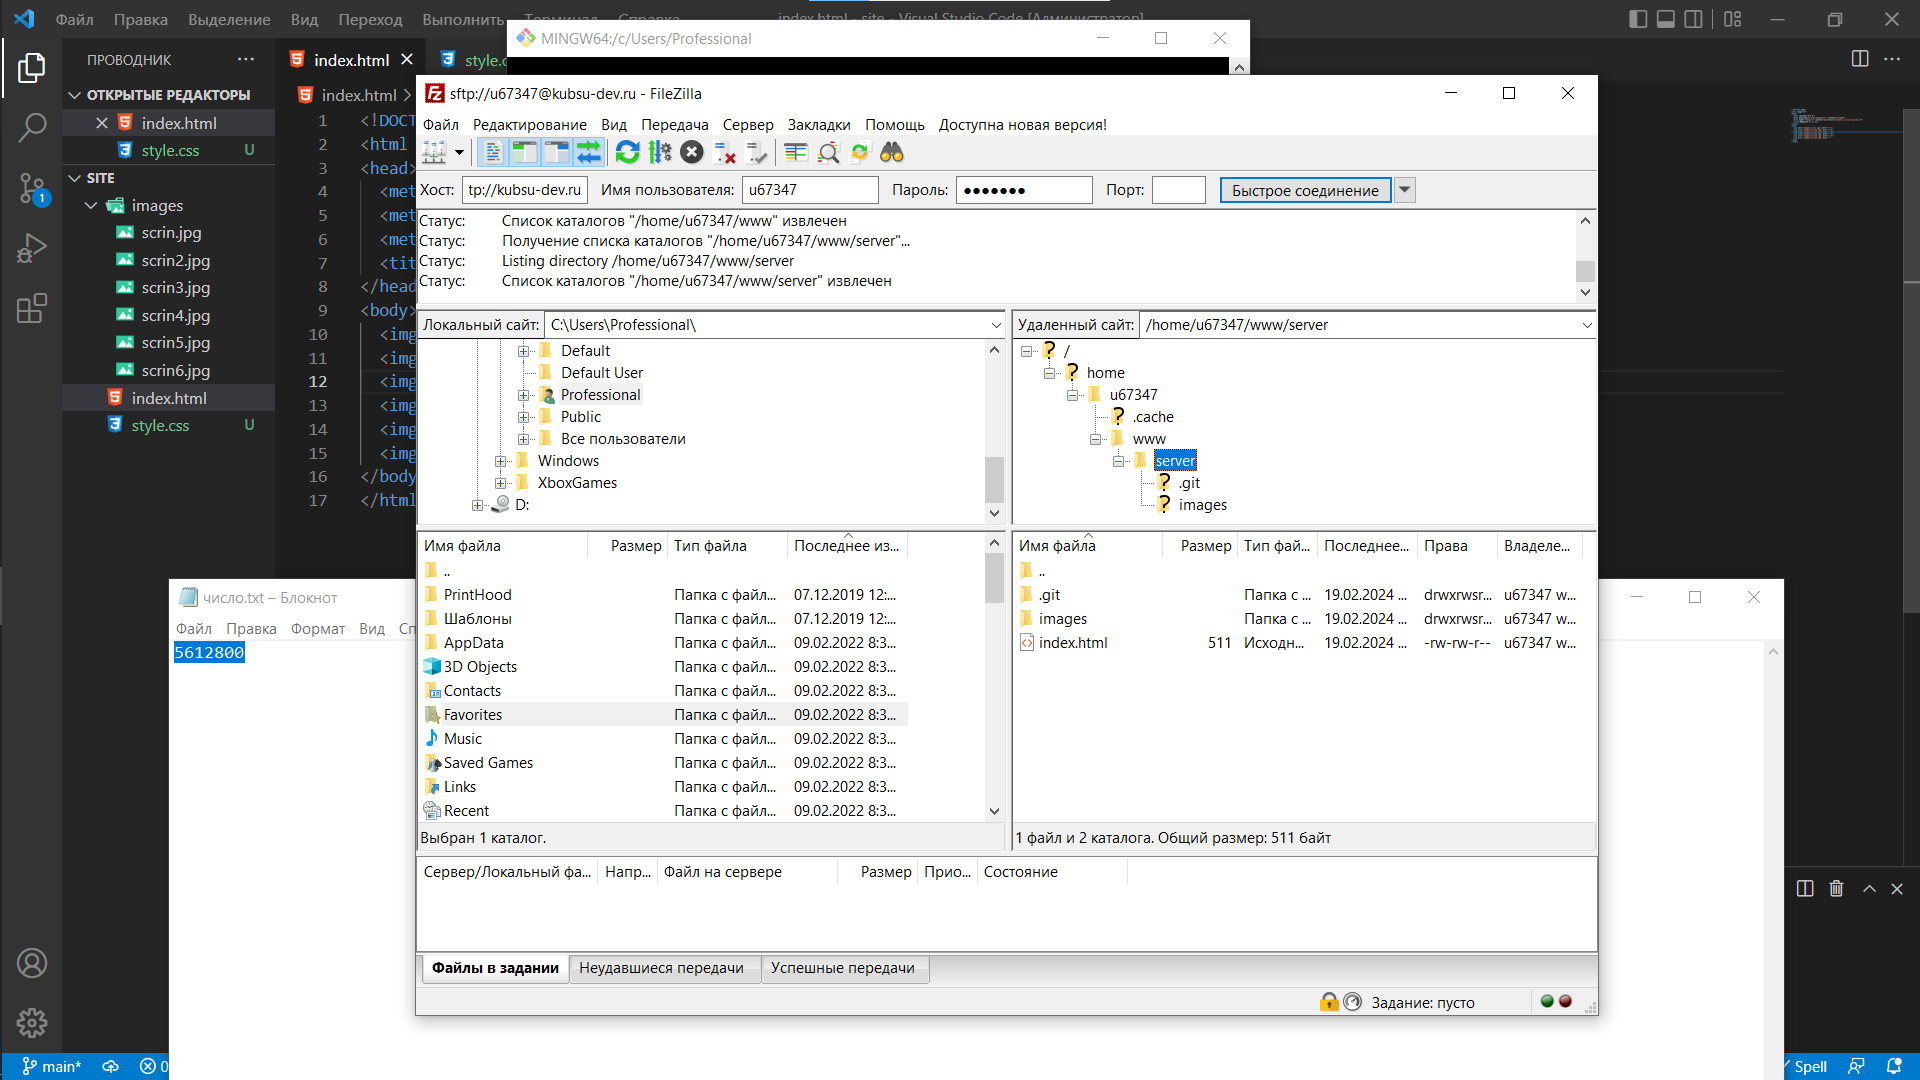 Файл Правка Выделение Вид Переход Выполнить Терминал Справка index.html - site - Visual Studio Code [Администратор]
MINGW64:/c/Users/Professional
ПРОВОДНИК
index.html
ОТКРЫТЫЕ РЕДАКТОРЫ
index.html
style.css U
SITE
images
scrin.jpg
scrin2.jpg
scrin3.jpg
scrin4.jpg
scrin5.jpg
scrin6.jpg
index.html
style.css U
index.html
1 <!DOCT
2 <html
3 <head>
4 <met
5 <met
6 <met
7 <tit
8 </head
9 <body>
10 <img
11 <img
12 <img
13 <img
14 <img
15 <img
16 </body
17 </html
sftp://u67347@kubsu-dev.ru - FileZilla
Файл Редактирование Вид Передача Сервер Закладки Помощь Доступна новая версия!
Хост: tp://kubsu-dev.ru Имя пользователя: u67347 Пароль: ●●●●●●● Порт: Быстрое соединение
Статус: Список каталогов "/home/u67347/www" извлечен
Статус: Получение списка каталогов "/home/u67347/www/server"...
Статус: Listing directory /home/u67347/www/server
Статус: Список каталогов "/home/u67347/www/server" извлечен
Локальный сайт: C:\Users\Professional\
Default
Default User
Professional
Public
Все пользователи
Windows
XboxGames
D:
Удаленный сайт: /home/u67347/www/server
/
home
u67347
.cache
www
server
.git
images
Имя файла Размер Тип файла Последнее из...
..
PrintHood Папка с файл... 07.12.2019 12:...
Шаблоны Папка с файл... 07.12.2019 12:...
AppData Папка с файл... 09.02.2022 8:3...
3D Objects Папка с файл... 09.02.2022 8:3...
Contacts Папка с файл... 09.02.2022 8:3...
Favorites Папка с файл... 09.02.2022 8:3...
Music Папка с файл... 09.02.2022 8:3...
Saved Games Папка с файл... 09.02.2022 8:3...
Links Папка с файл... 09.02.2022 8:3...
Recent Папка с файл... 09.02.2022 8:3...
Выбран 1 каталог.
Имя файла Размер Тип фай... Последнее... Права Владеле...
..
.git Папка с ... 19.02.2024 ... drwxrwsr... u67347 w...
images Папка с ... 19.02.2024 ... drwxrwsr... u67347 w...
index.html 511 Исходн... 19.02.2024 ... -rw-rw-r-- u67347 w...
1 файл и 2 каталога. Общий размер: 511 байт
Сервер/Локальный фа... Напр... Файл на сервере Размер Прио... Состояние
Файлы в задании Неудавшиеся передачи Успешные передачи
Задание: пусто
число.txt – Блокнот
Файл Правка Формат Вид Сп
5612800
main* 0 Spell